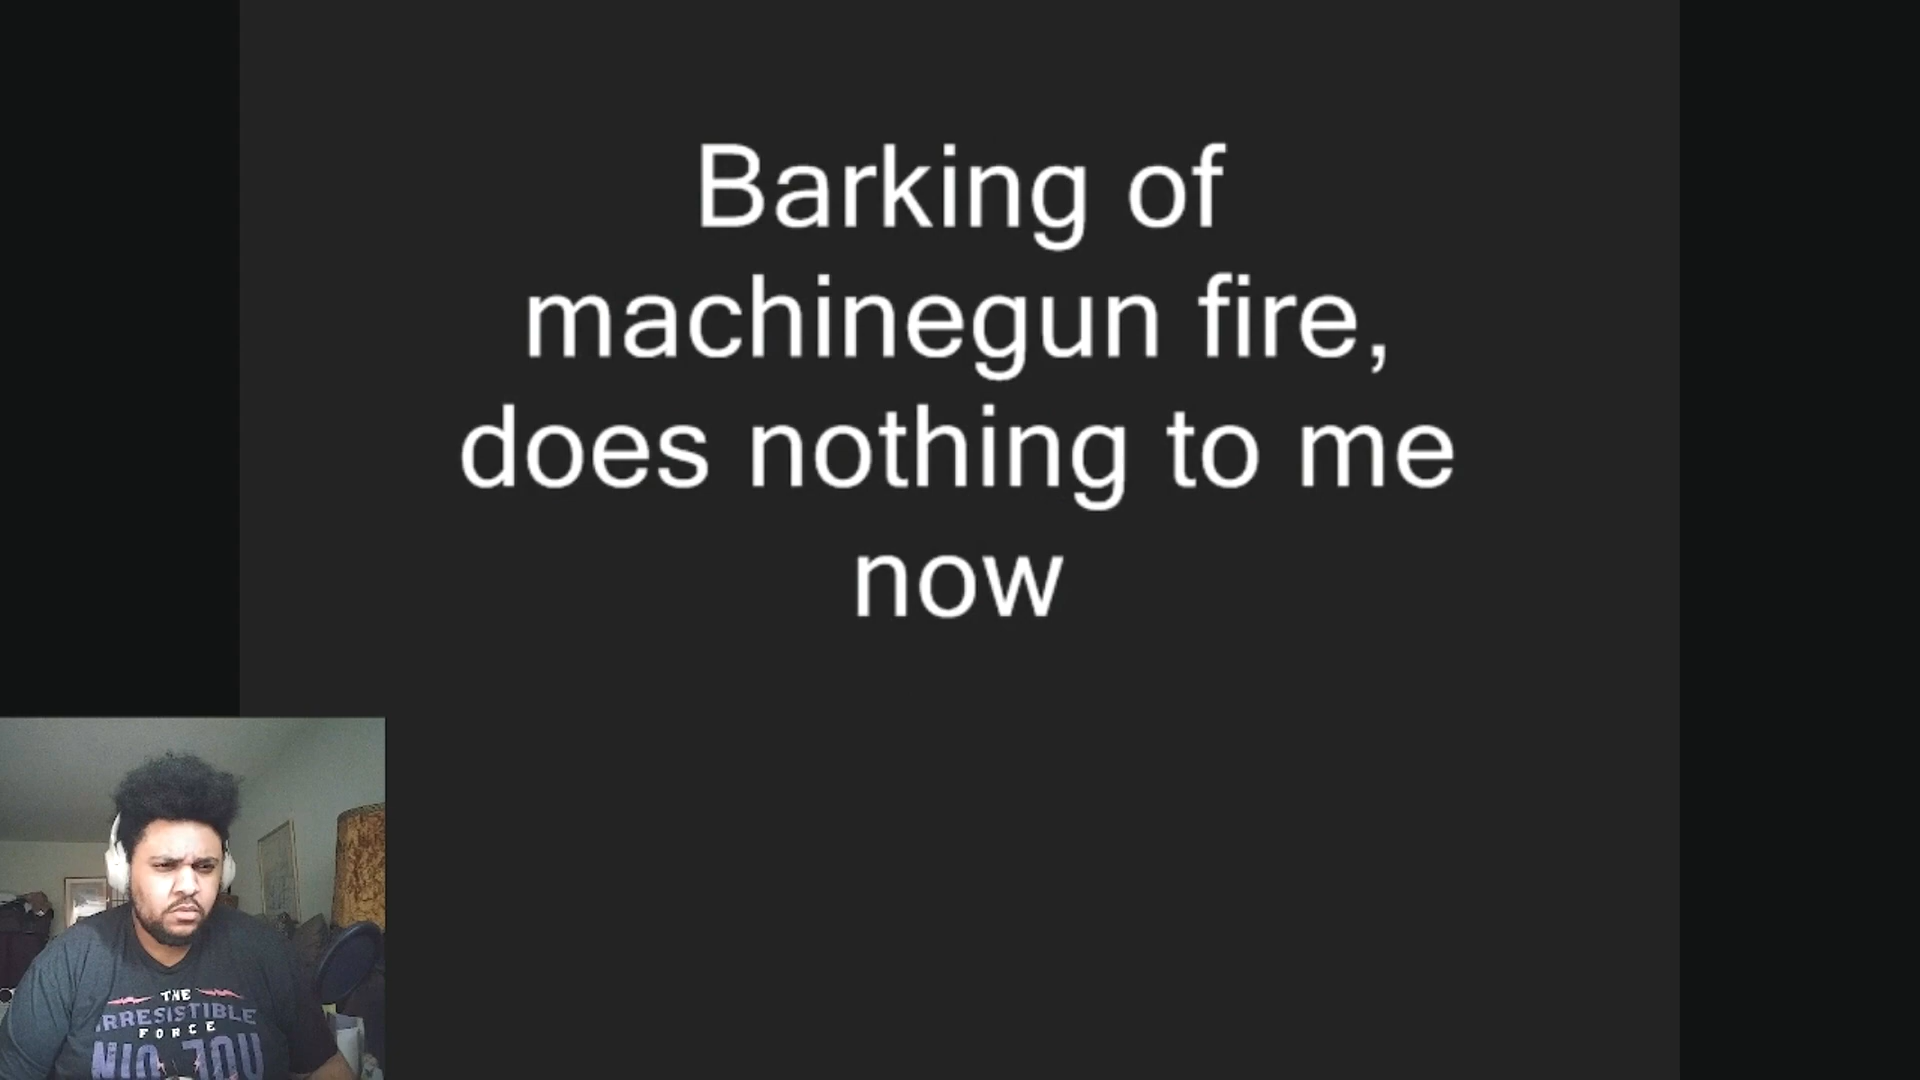 Barking of
machinegun fire,
does nothing to me
now
THE
IRRESISTIBLE
FORCE